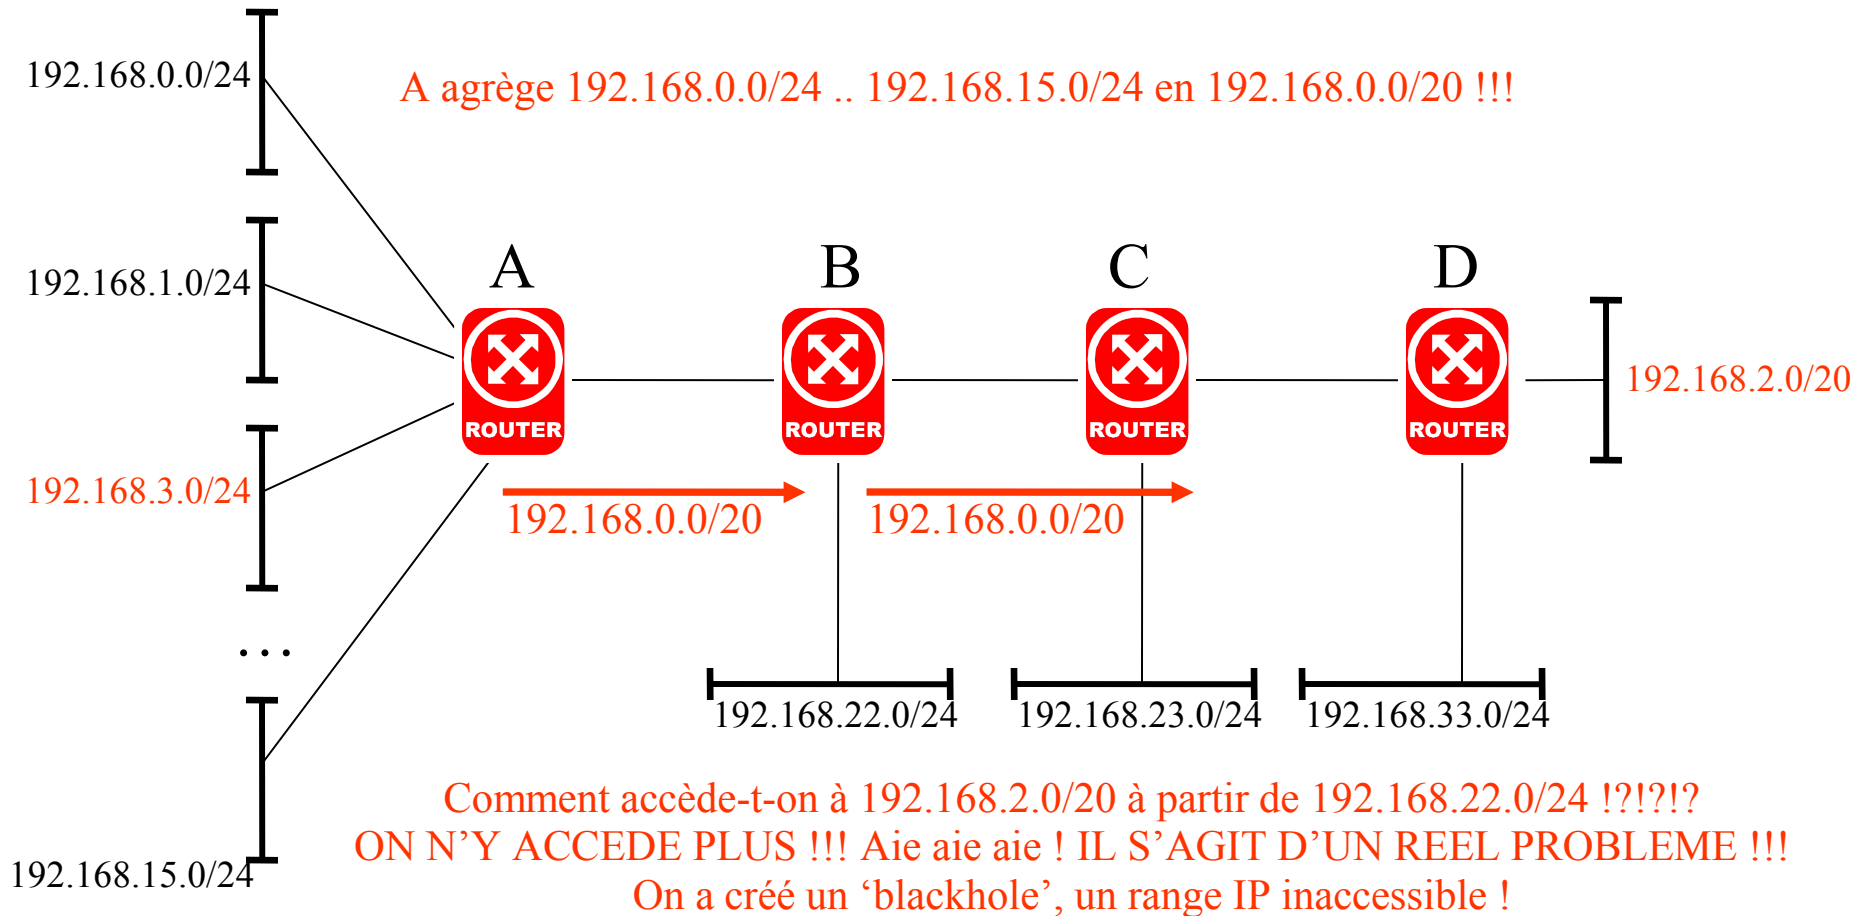 192.168.0.0/24
A agrège 192.168.0.0/24 .. 192.168.15.0/24 en 192.168.0.0/20 !!!
192.168.1.0/24
A
B
C
D
192.168.2.0/20
ROUTER
ROUTER
ROUTER
ROUTER
192.168.3.0/24
192.168.0.0/20
192.168.0.0/20
...
192.168.22.0/24
192.168.23.0/24
192.168.33.0/24
192.168.15.0/24
Comment accède-t-on à 192.168.2.0/20 à partir de 192.168.22.0/24 !?!?!?
ON N’Y ACCEDE PLUS !!! Aie aie aie ! IL S’AGIT D’UN REEL PROBLEME !!!
On a créé un ‘blackhole’, un range IP inaccessible !